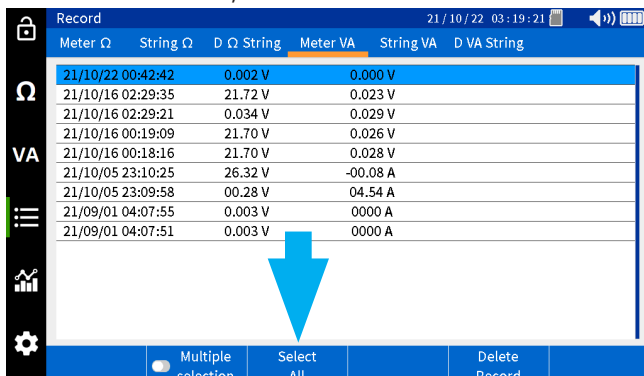 Record 21/10/22 03:19:21
Meter Ω String Ω D Ω String Meter VA String VA D VA String
21/10/22 00:42:42 0.002 V 0.000 V
21/10/16 02:29:35 21.72 V 0.023 V
21/10/16 02:29:21 0.034 V 0.029 V
21/10/16 00:19:09 21.70 V 0.026 V
21/10/16 00:18:16 21.70 V 0.028 V
21/10/05 23:10:25 26.32 V -00.08 A
21/10/05 23:09:58 00.28 V 04.54 A
21/09/01 04:07:55 0.003 V 0000 A
21/09/01 04:07:51 0.003 V 0000 A
Ω
VA
Multiple Select Delete
selection All Record